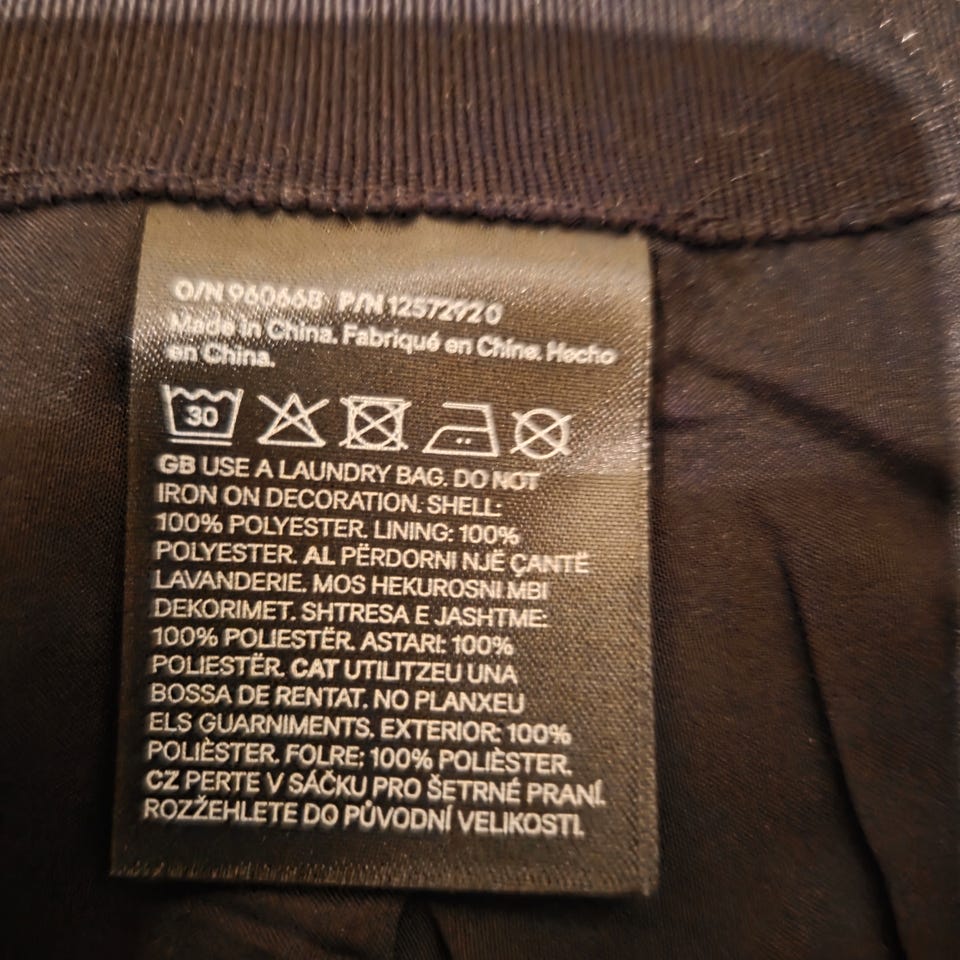 O/N 960668 P/N 12572920
Made in China. Fabriqué en Chine. Hecho
en China.
30
GB USE A LAUNDRY BAG. DO NOT
IRON ON DECORATION. SHELL:
100% POLYESTER. LINING: 100%
POLYESTER. AL PËRDORNI NJË ÇANTË
LAVANDERIE. MOS HEKUROSNI MBI
DEKORIMET. SHTRESA E JASHTME:
100% POLIESTËR. ASTARI: 100%
POLIESTËR. CAT UTILITZEU UNA
BOSSA DE RENTAT. NO PLANXEU
ELS GUARNIMENTS. EXTERIOR: 100%
POLIÈSTER. FOLRE: 100% POLIÈSTER.
CZ PERTE V SÁČKU PRO ŠETRNÉ PRANÍ.
ROZŽEHLETE DO PŮVODNÍ VELIKOSTI.